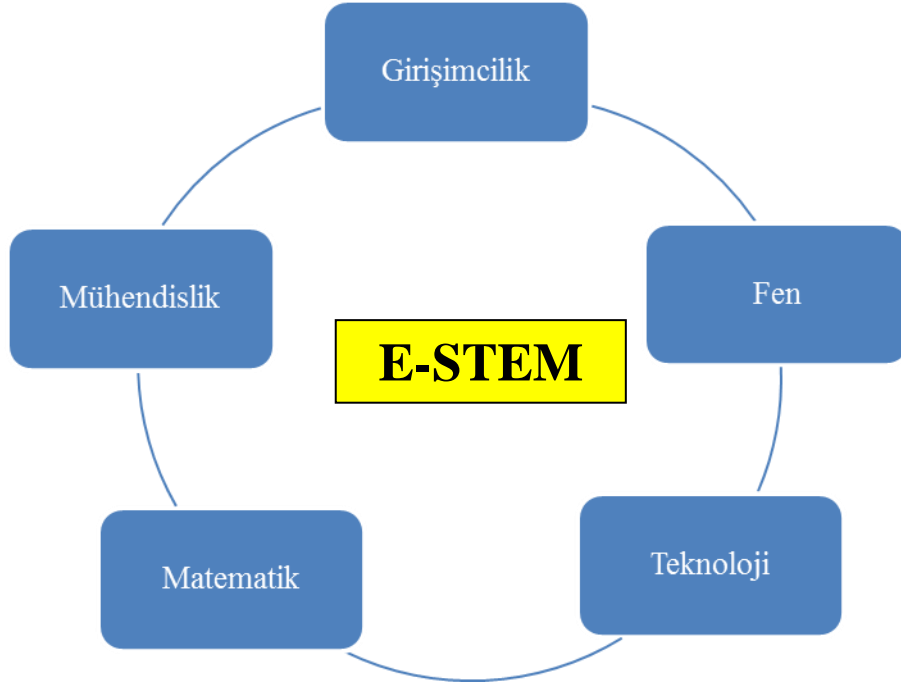 Girişimcilik
Mühendislik
Fen
E-STEM
Matematik
Teknoloji